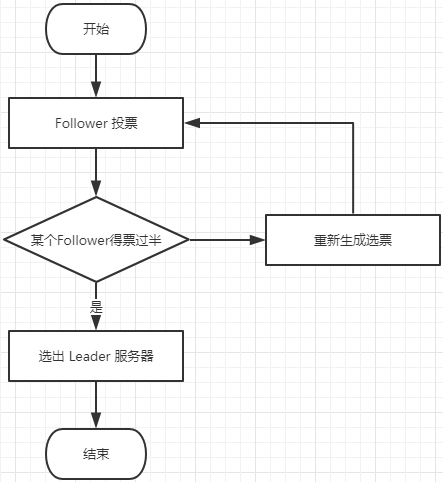 开始
Follower 投票
某个Follower得票过半
重新生成选票
是
选出 Leader 服务器
结束